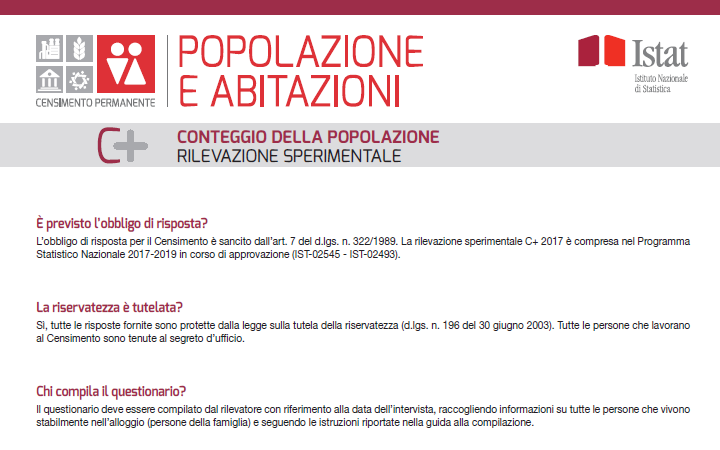 POPOLAZIONE
E ABITAZIONI
CENSIMENTO PERMANENTE
Istat
Istituto Nazionale
di Statistica
C+
CONTEGGIO DELLA POPOLAZIONE
RILEVAZIONE SPERIMENTALE
È previsto l'obbligo di risposta?
L'obbligo di risposta per il Censimento è sancito dall'art. 7 del d.lgs. n. 322/1989. La rilevazione sperimentale C+ 2017 è compresa nel Programma
Statistico Nazionale 2017-2019 in corso di approvazione (IST-02545 - IST-02493).
La riservatezza è tutelata?
Sì, tutte le risposte fornite sono protette dalla legge sulla tutela della riservatezza (d.lgs. n. 196 del 30 giugno 2003). Tutte le persone che lavorano
al Censimento sono tenute al segreto d'ufficio.
Chi compila il questionario?
Il questionario deve essere compilato dal rilevatore con riferimento alla data dell'intervista, raccogliendo informazioni su tutte le persone che vivono
stabilmente nell'alloggio (persone della famiglia) e seguendo le istruzioni riportate nella guida alla compilazione.